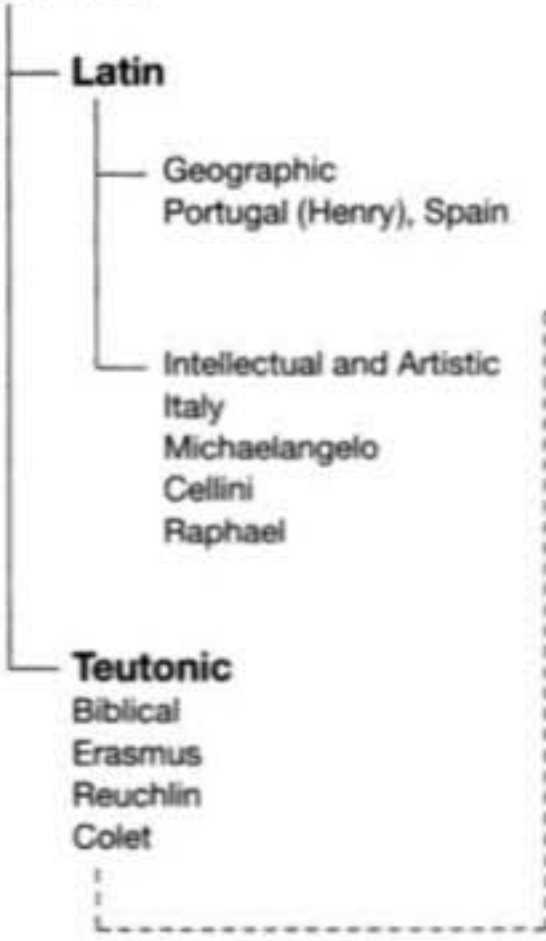 Latin
Geographic
Portugal (Henry), Spain
Intellectual and Artistic
Italy
Michaelangelo
Cellini
Raphael
Teutonic
Biblical
Erasmus
Reuchlin
Colet